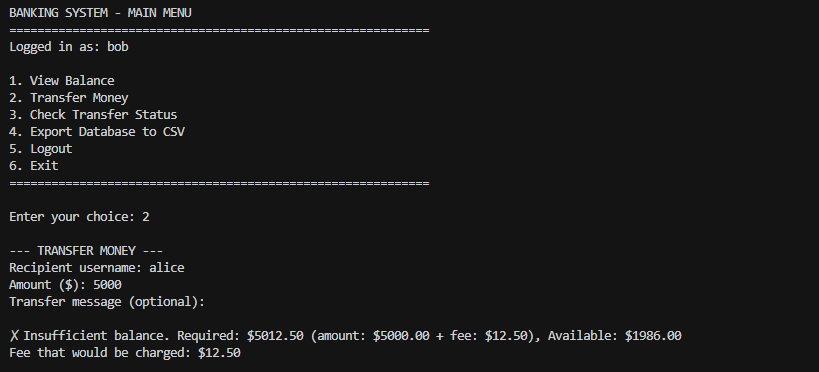 BANKING SYSTEM - MAIN MENU
============================================================
Logged in as: bob
1. View Balance
2. Transfer Money
3. Check Transfer Status
4. Export Database to CSV
5. Logout
6. Exit
============================================================
Enter your choice: 2
--- TRANSFER MONEY ---
Recipient username: alice
Amount ($): 5000
Transfer message (optional):
✗ Insufficient balance. Required: $5012.50 (amount: $5000.00 + fee: $12.50), Available: $1986.00
Fee that would be charged: $12.50